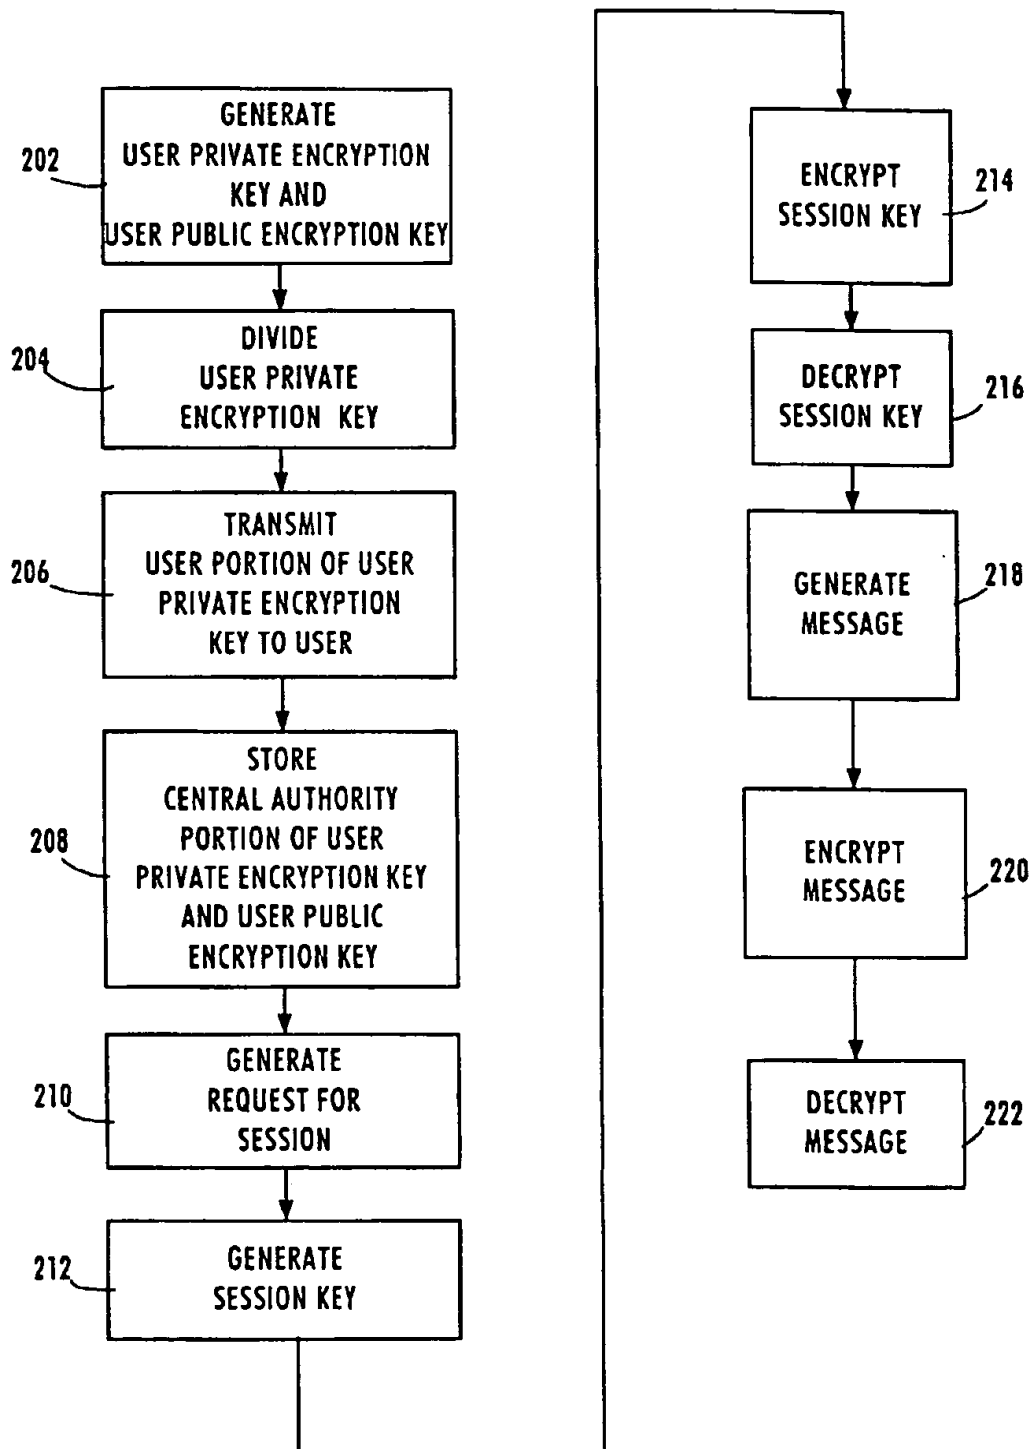 202
GENERATE
USER PRIVATE ENCRYPTION
KEY AND
USER PUBLIC ENCRYPTION KEY
204
DIVIDE
USER PRIVATE
ENCRYPTION KEY
206
TRANSMIT
USER PORTION OF USER
PRIVATE ENCRYPTION
KEY TO USER
208
STORE
CENTRAL AUTHORITY
PORTION OF USER
PRIVATE ENCRYPTION KEY
AND USER PUBLIC
ENCRYPTION KEY
210
GENERATE
REQUEST FOR
SESSION
212
GENERATE
SESSION KEY
ENCRYPT
SESSION KEY
214
DECRYPT
SESSION KEY
216
GENERATE
MESSAGE
218
ENCRYPT
MESSAGE
220
DECRYPT
MESSAGE
222